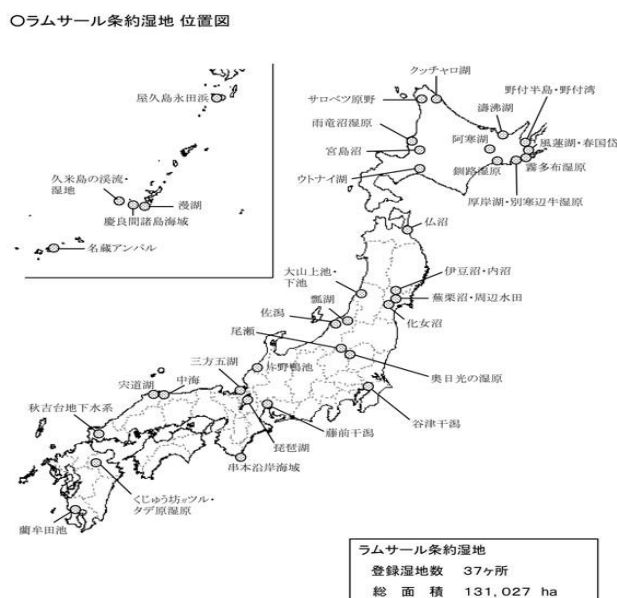 〇ラムサール条約湿地 位置図
クッチャロ湖
サロベツ原野
濤沸湖
野付半島・野付湾
雨竜沼湿原
阿寒湖
風蓮湖・春国岱
宮島沼
釧路湿原
霧多布湿原
ウトナイ湖
厚岸湖・別寒辺牛湿原
屋久島永田浜
久米島の渓流・
湿地
漫湖
慶良間諸島海域
名蔵アンパル
仏沼
大山上池・
下池
伊豆沼・内沼
瓢湖
蕪栗沼・周辺水田
佐潟
化女沼
尾瀬
三方五湖
片野鴨池
奥日光の湿原
宍道湖
中海
秋吉台地下水系
谷津干潟
藤前干潟
琵琶湖
串本沿岸海域
くじゅう坊ガツル・
タデ原湿原
藺牟田池
ラムサール条約湿地
登録湿地数 37ヶ所
総 面 積 131,027 ha